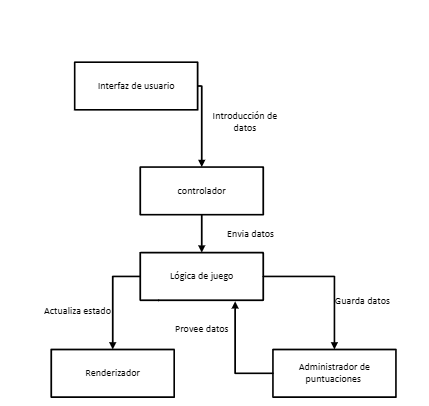 Interfaz de usuario
Introducción de
datos
controlador
Envia datos
Lógica de juego
Actualiza estado
Guarda datos
Provee datos
Renderizador
Administrador de
puntuaciones